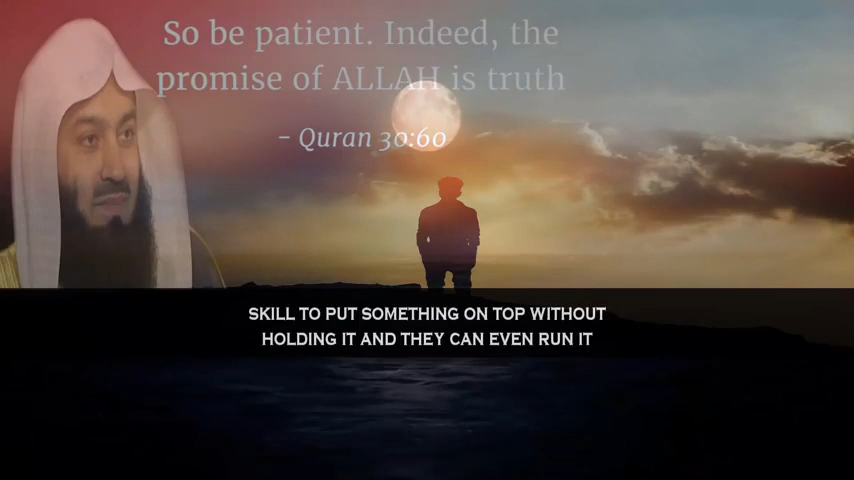 So be patient. Indeed, the
promise of ALLAH is truth
- Quran 30:60
SKILL TO PUT SOMETHING ON TOP WITHOUT
HOLDING IT AND THEY CAN EVEN RUN IT